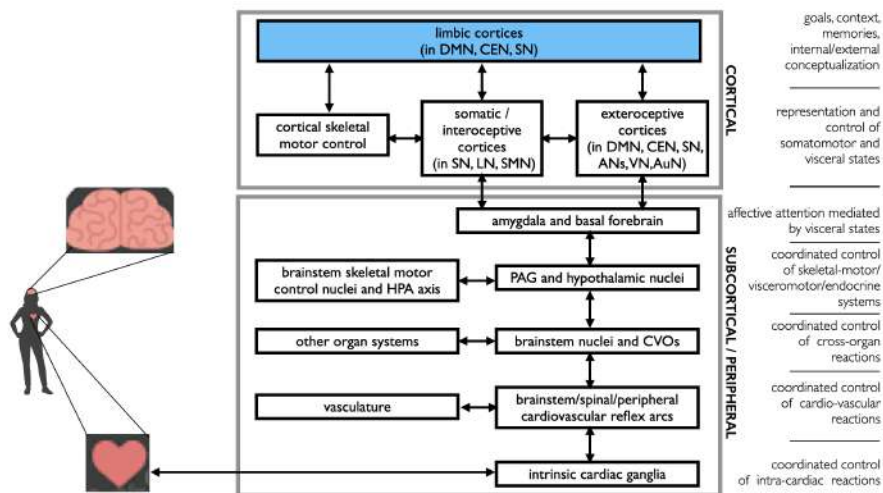 limbic cortices
(in DMN, CEN, SN)
cortical skeletal
motor control
somatic /
interoceptive
cortices
(in SN, LN, SMN)
exteroceptive
cortices
(in DMN, CEN, SN,
ANs,VN,AuN)
CORTICAL
goals, context,
memories,
internal/external
conceptualization
representation and
control of
somatomotor and
visceral states
amygdala and basal forebrain
affective attention mediated
by visceral states
brainstem skeletal motor
control nuclei and HPA axis
PAG and hypothalamic nuclei
coordinated control
of skeletal-motor/
visceromotor/endocrine
systems
other organ systems
brainstem nuclei and CVOs
coordinated control
of cross-organ
reactions
vasculature
brainstem/spinal/peripheral
cardiovascular reflex arcs
coordinated control
of cardio-vascular
reactions
intrinsic cardiac ganglia
coordinated control
of intra-cardiac reactions
SUBCORTICAL / PERIPHERAL